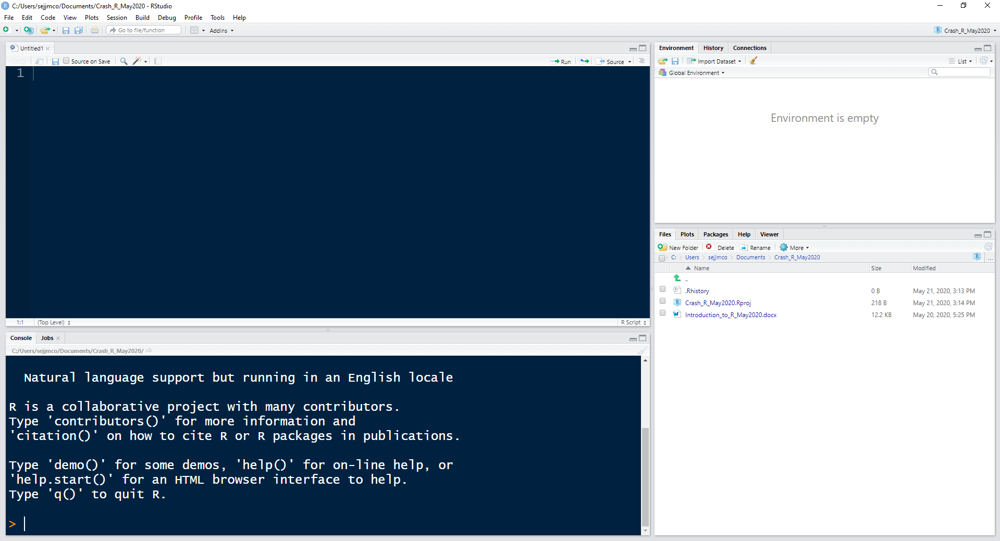 C:/Users/sejjmco/Documents/Crash_R_May2020 - RStudio
File Edit Code View Plots Session Build Debug Profile Tools Help
Go to file/function Addins Crash_R_May2020
Untitled1
Source on Save Run Source
1
1:1 (Top Level) R Script
Console Jobs
C:/Users/sejjmco/Documents/Crash_R_May2020/
Natural language support but running in an English locale
R is a collaborative project with many contributors.
Type 'contributors()' for more information and
'citation()' on how to cite R or R packages in publications.
Type 'demo()' for some demos, 'help()' for on-line help, or
'help.start()' for an HTML browser interface to help.
Type 'q()' to quit R.
>
Environment History Connections
Import Dataset List
Global Environment
Environment is empty
Files Plots Packages Help Viewer
New Folder Delete Rename More
C: Users sejjmco Documents Crash_R_May2020 ...
Name Size Modified
..
.Rhistory 0 B May 21, 2020, 3:13 PM
Crash_R_May2020.Rproj 218 B May 21, 2020, 3:14 PM
Introduction_to_R_May2020.docx 12.2 KB May 20, 2020, 5:25 PM